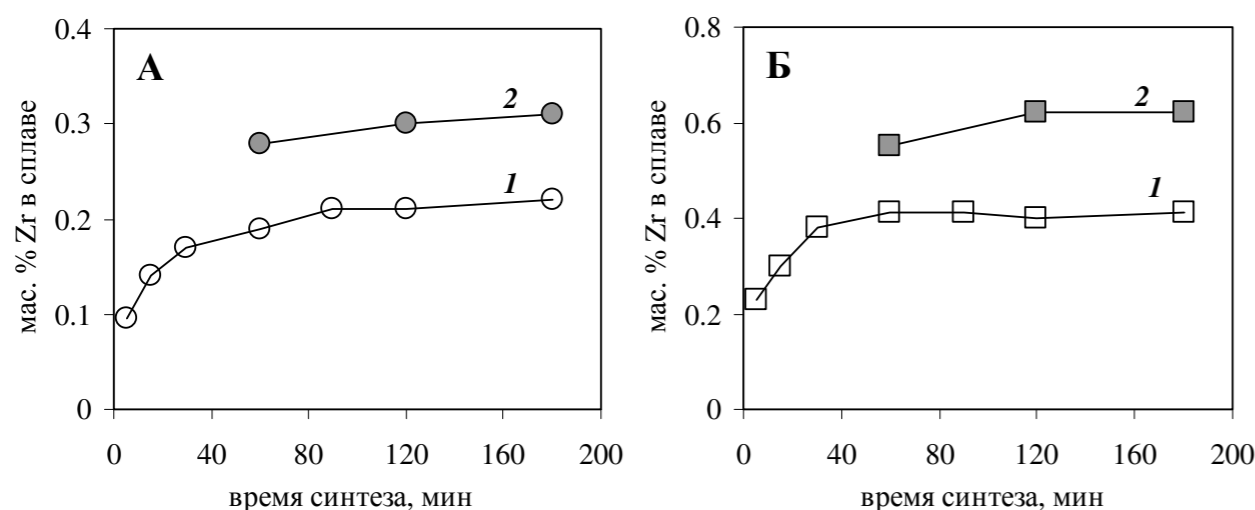 А
мас. % Zr в сплаве
0.4
0.3
0.2
0.1
0
2
1
0 40 80 120 160 200
время синтеза, мин
Б
мас. % Zr в сплаве
0.8
0.6
0.4
0.2
0
2
1
0 40 80 120 160 200
время синтеза, мин